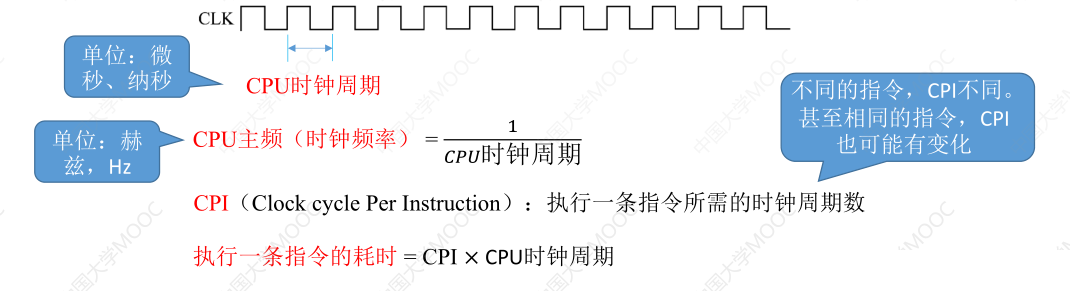 CLK
单位：微
秒、纳秒
CPU时钟周期
不同的指令，CPI不同。
甚至相同的指令，CPI
也可能有变化
单位：赫
兹，Hz
CPU主频（时钟频率） = 1
CPU时钟周期
CPI（Clock cycle Per Instruction）：执行一条指令所需的时钟周期数
执行一条指令的耗时 = CPI × CPU时钟周期
中国大学MOOC